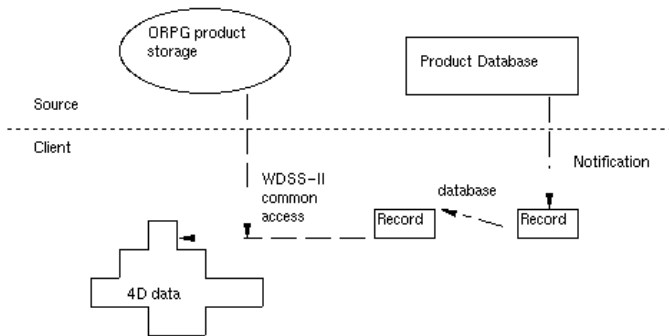 ORPG product
storage
Product Database
Source
Client
Notification
WDSS-II
common
access
database
Record
Record
4D data